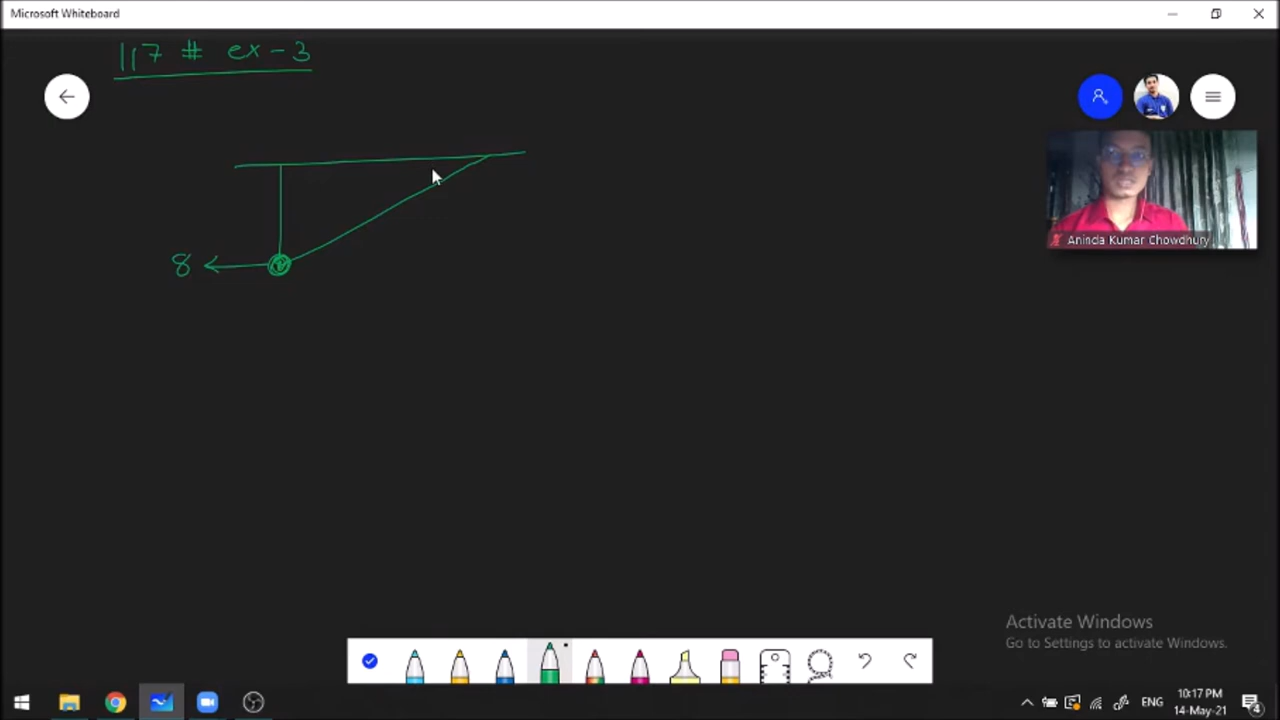 Microsoft Whiteboard
117 # ex-3
8
Aninda Kumar Chowdhury
Activate Windows
Go to Settings to activate Windows.
ENG
10:17 PM
14-May-21
4